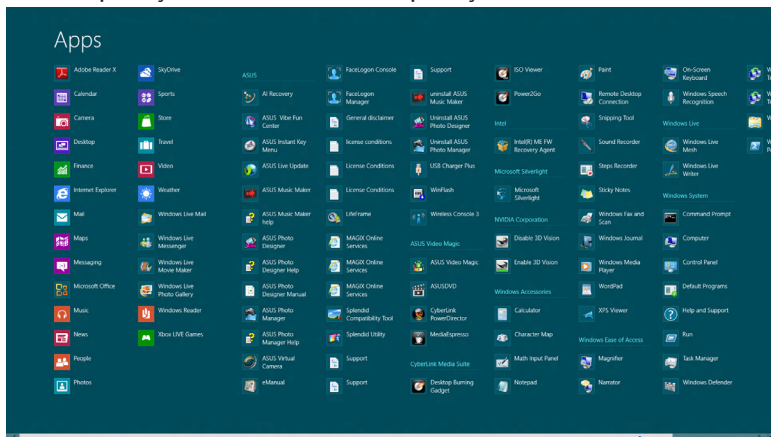 Apps
Adobe Reader X
Calendar
Camera
Desktop
Finance
Internet Explorer
Mail
Maps
Messaging
Microsoft Office
Music
News
People
Photos
SkyDrive
Sports
Store
Travel
Video
Weather
Windows Live Mail
Windows Live
Messenger
Windows Live
Movie Maker
Windows Live
Photo Gallery
Windows Reader
Xbox LIVE Games
ASUS
AI Recovery
ASUS Vibe Fun
Center
ASUS Instant Key
Menu
ASUS Live Update
ASUS Music Maker
ASUS Music Maker
help
ASUS Photo
Designer
ASUS Photo
Designer Help
ASUS Photo
Designer Manual
ASUS Photo
Manager
ASUS Photo
Manager Help
ASUS Virtual
Camera
eManual
FaceLogon Console
FaceLogon
Manager
General disclaimer
license conditions
License Conditions
License Conditions
LifeFrame
MAGIX Online
Services
MAGIX Online
Services
MAGIX Online
Services
Splendid
Compatibility Tool
Splendid Utility
Support
Support
Support
uninstall ASUS
Music Maker
Uninstall ASUS
Photo Designer
Uninstall ASUS
Photo Manager
USB Charger Plus
WinFlash
Wireless Console 3
ASUS Video Magic
ASUS Video Magic
ASUSDVD
CyberLink
PowerDirector
MediaEspresso
CyberLink Media Suite
Desktop Burning
Gadget
ISO Viewer
Power2Go
Intel
Intel(R) ME FW
Recovery Agent
Microsoft Silverlight
Microsoft
Silverlight
NVIDIA Corporation
Disable 3D Vision
Enable 3D Vision
Windows Accessories
Calculator
Character Map
Math Input Panel
Notepad
Paint
Remote Desktop
Connection
Snipping Tool
Sound Recorder
Steps Recorder
Sticky Notes
Windows Fax and
Scan
Windows Journal
Windows Media
Player
WordPad
XPS Viewer
Windows Ease of Access
Magnifier
Narrator
On-Screen
Keyboard
Windows Speech
Recognition
Windows Live
Windows Live
Mesh
Windows Live
Writer
Windows System
Command Prompt
Computer
Control Panel
Default Programs
Help and Support
Run
Task Manager
Windows Defender